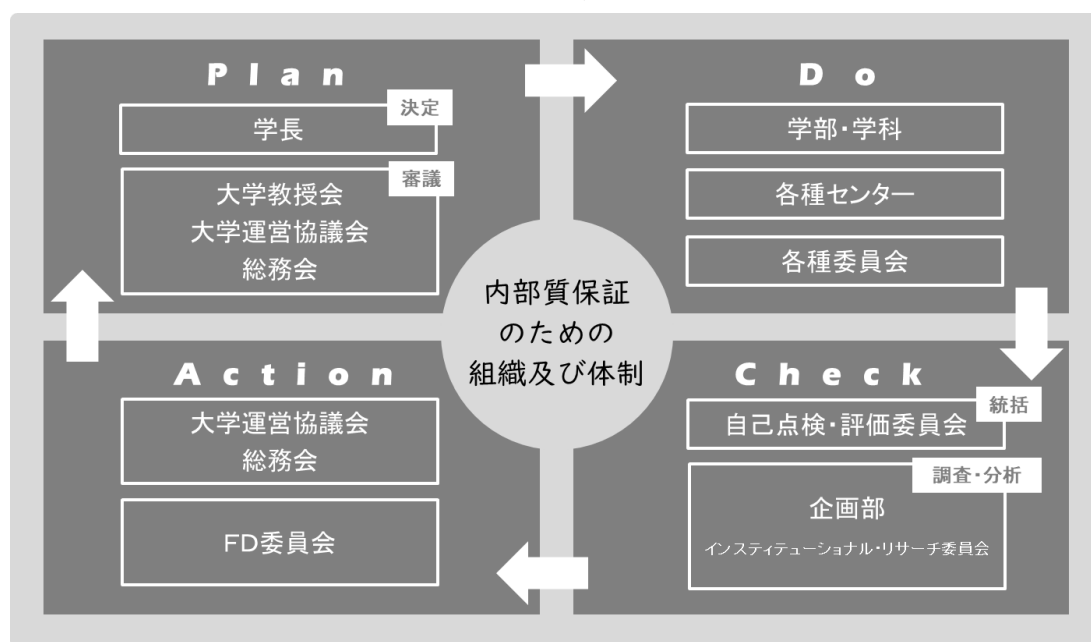 Plan
決定
学長
審議
大学教授会
大学運営協議会
総務会
Do
学部・学科
各種センター
各種委員会
内部質保証
のための
組織及び体制
Action
大学運営協議会
総務会
FD委員会
Check
統括
自己点検・評価委員会
調査・分析
企画部
インスティテューショナル・リサーチ委員会